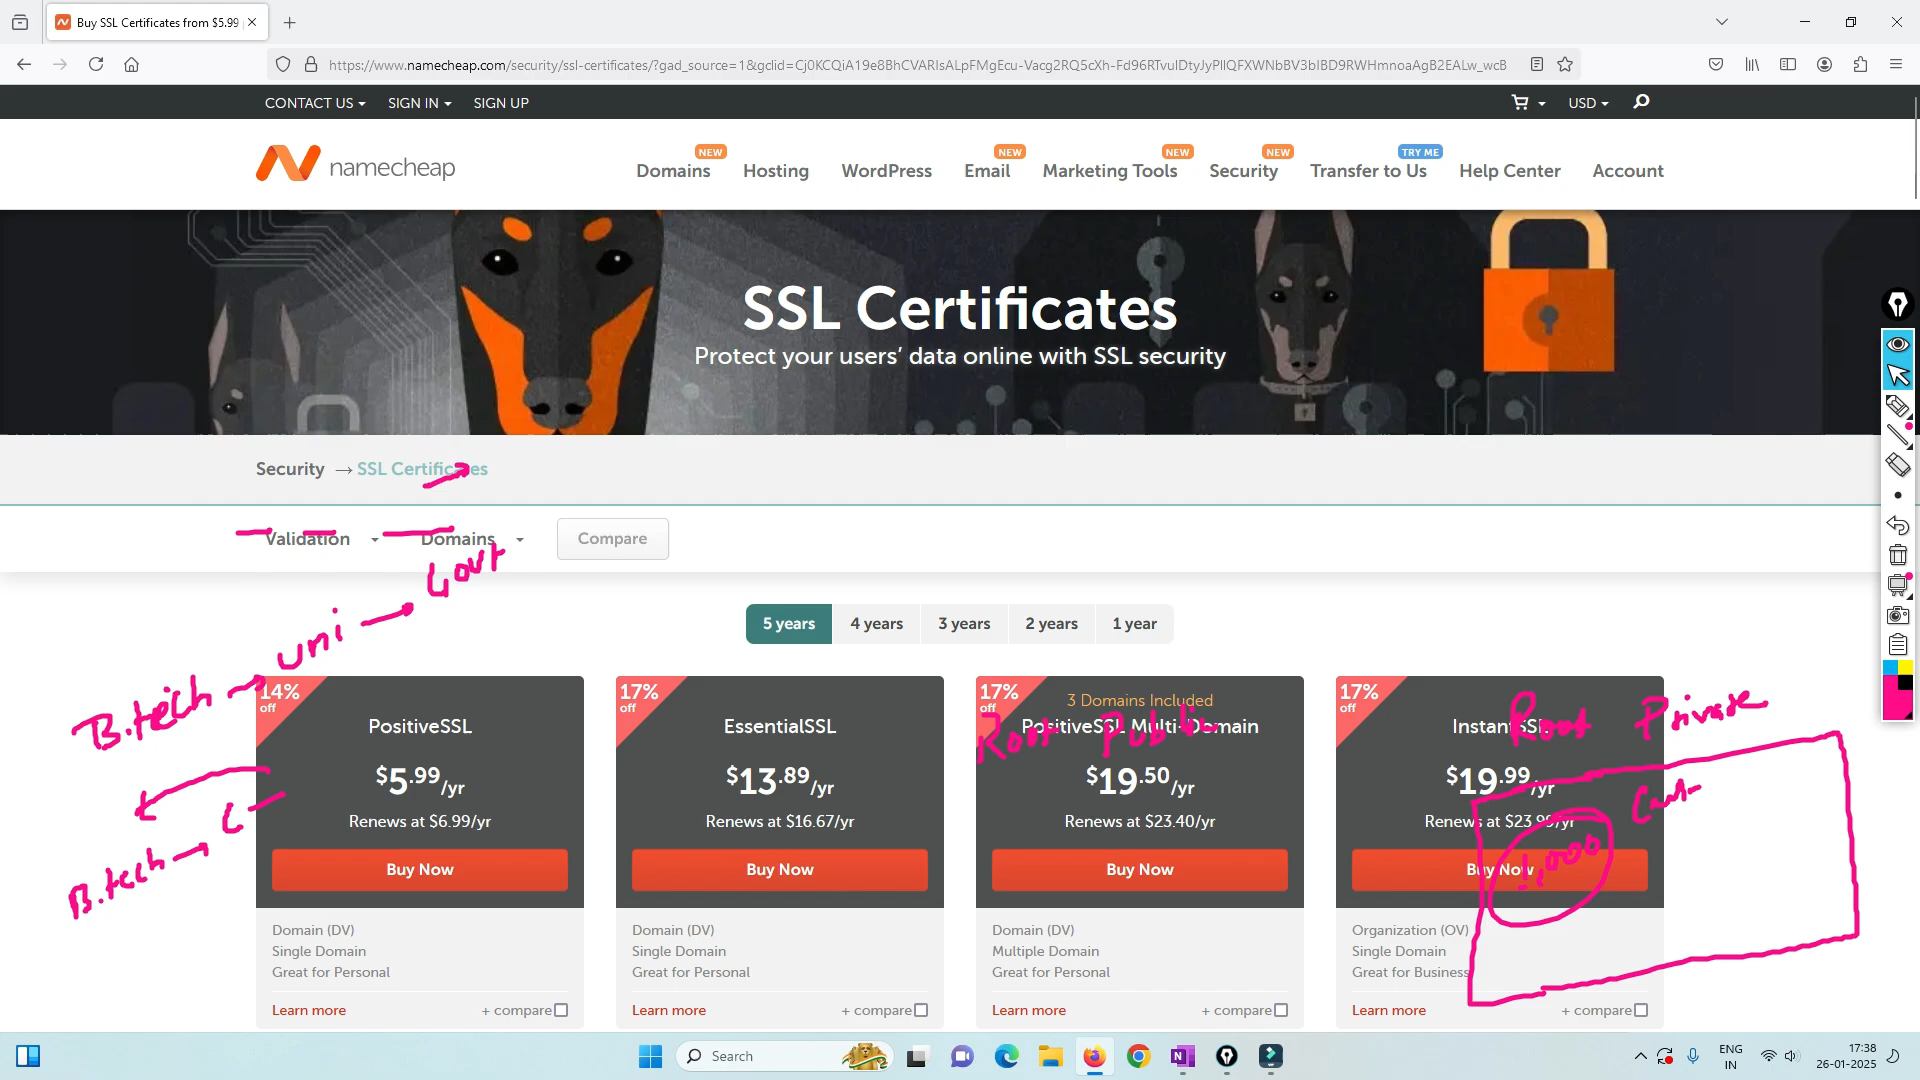 Buy SSL Certificates from $5.99
https://www.namecheap.com/security/ssl-certificates/?gad_source=1&gclid=Cj0KCQiA19e8BhCVARIsALpFMgEcu-Vacg2RQ5cXh-Fd96RTvuIDtyJyPlIQFXWNbBV3bIBD9RWHmnoaAgB2EALw_wcB
CONTACT US SIGN IN SIGN UP USD
NEW NEW NEW NEW TRY ME
namecheap Domains Hosting WordPress Email Marketing Tools Security Transfer to Us Help Center Account
SSL Certificates
Protect your users’ data online with SSL security
Security → SSL Certificates
Validation Domains Compare
Govt
uni
B.tech
5 years 4 years 3 years 2 years 1 year
14% off 17% off 17% off 17% off
3 Domains Included
PositiveSSL EssentialSSL PositiveSSL Multi-Domain InstantSSL
Root Public Root Private
$5.99/yr $13.89/yr $19.50/yr $19.99/yr
Renews at $6.99/yr Renews at $16.67/yr Renews at $23.40/yr Renews at $23.99/yr
B.tech
Buy Now Buy Now Buy Now Buy Now
Domain (DV) Domain (DV) Domain (DV) Organization (OV)
Single Domain Single Domain Multiple Domain Single Domain
Great for Personal Great for Personal Great for Personal Great for Business
Learn more + compare Learn more + compare Learn more + compare Learn more + compare
Search
ENG
IN
17:38
26-01-2025